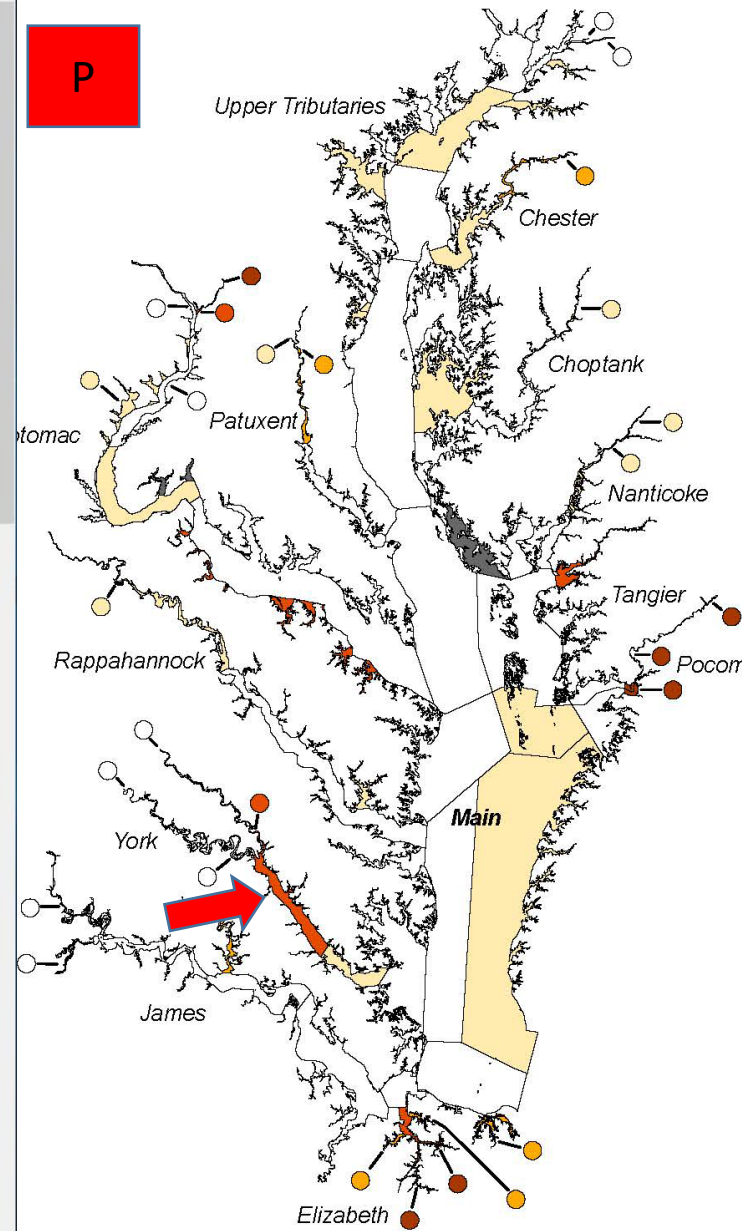 P
Upper Tributaries
Chester
Choptank
Patuxent
otomac
Nanticoke
Tangier
Rappahannock
Pocom
Main
York
James
Elizabeth